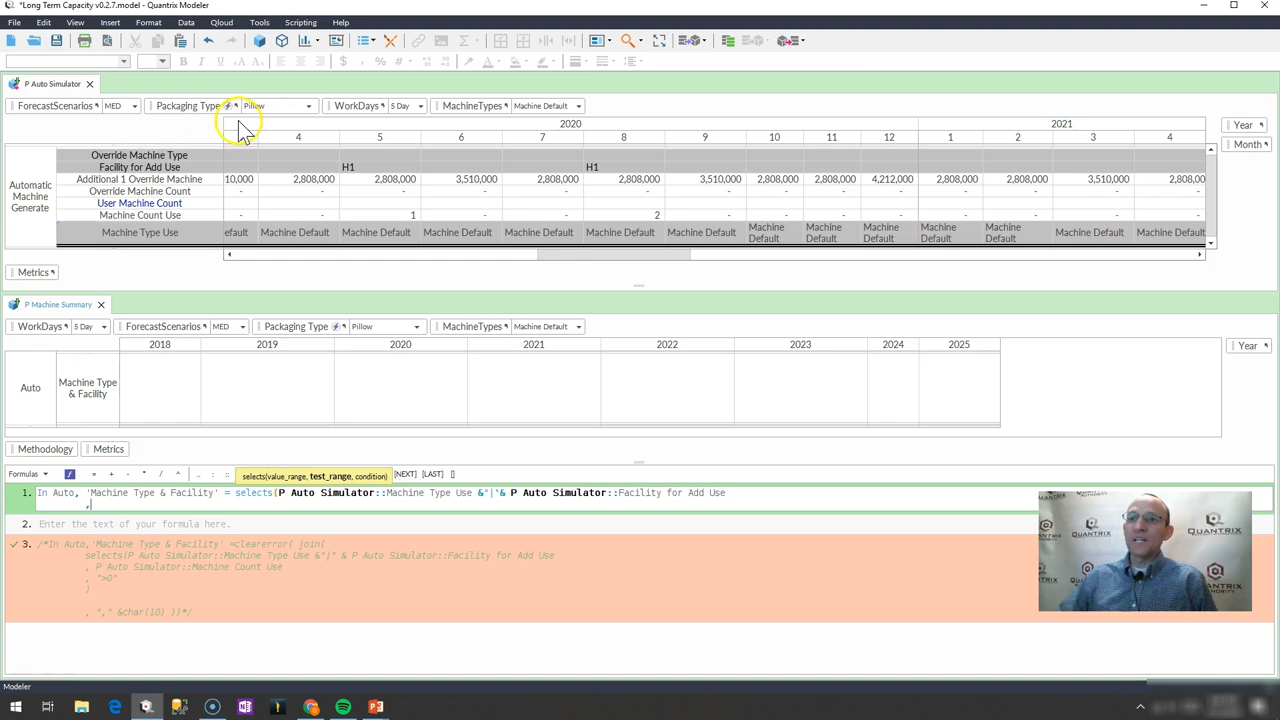 *Long Term Capacity v0.2.7.model - Quantrix Modeler
File Edit View Insert Format Data Qloud Tools Scripting Help
P Auto Simulator
ForecastScenarios MED Packaging Type Pillow WorkDays 5 Day MachineTypes Machine Default
2020 2021 Year
4 5 6 7 8 9 10 11 12 1 2 3 4 Month
Override Machine Type
Facility for Add Use H1 H1
Additional 1 Override Machine 10,000 2,808,000 2,808,000 3,510,000 2,808,000 2,808,000 3,510,000 2,808,000 2,808,000 4,212,000 2,808,000 2,808,000 3,510,000 2,808,00
Override Machine Count - - - - - - - - - - - - - -
User Machine Count
Machine Count Use - - 1 - - 2 - - - - - - - -
Machine Type Use efault Machine Default Machine Default Machine Default Machine Default Machine Default Machine Default Machine Default Machine Default Machine Default Machine Default Machine Default Machine Default Machine Default
Automatic Machine Generate
Metrics
P Machine Summary
WorkDays 5 Day ForecastScenarios MED Packaging Type Pillow MachineTypes Machine Default
2018 2019 2020 2021 2022 2023 2024 2025 Year
Auto Machine Type & Facility
Methodology Metrics
Formulas f = + - * / ^ .. : :: selects(value_range, test_range, condition) [NEXT] [LAST] []
1. In Auto, 'Machine Type & Facility' = selects(P Auto Simulator::Machine Type Use &"|"& P Auto Simulator::Facility for Add Use
,
2. Enter the text of your formula here.
3. /*In Auto,'Machine Type & Facility' =clearerror( join(
selects(P Auto Simulator::Machine Type Use &"|" & P Auto Simulator::Facility for Add Use
, P Auto Simulator::Machine Count Use
, ">0"
)
, "," &char(10) ))*/
QUANTRIX AUTHORITY
Modeler